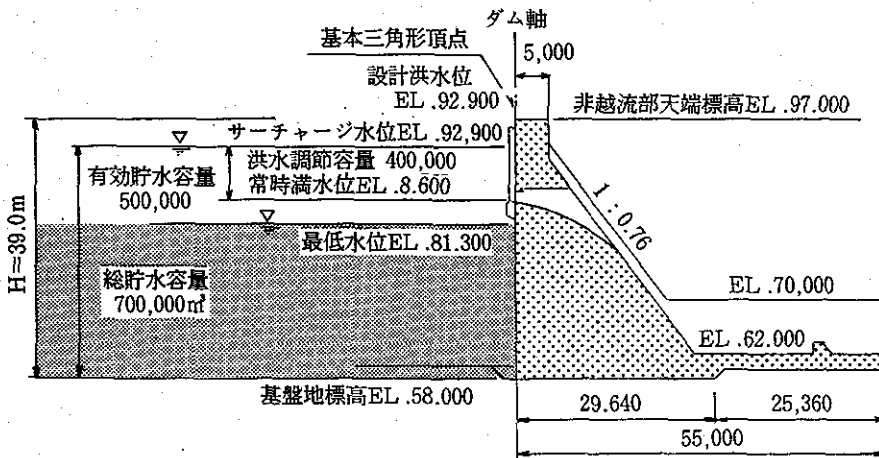 ダム軸
基本三角形頂点
5,000
設計洪水位
EL .92.900
非越流部天端標高EL .97.000
サーチャージ水位EL .92,900
洪水調節容量 400,000
有効貯水容量
500,000
常時満水位EL .8.600
1:0.76
H=39.0m
最低水位EL .81.300
総貯水容量
700,000㎥
EL .70,000
EL .62.000
基盤地標高EL .58.000
29.640
25,360
55,000